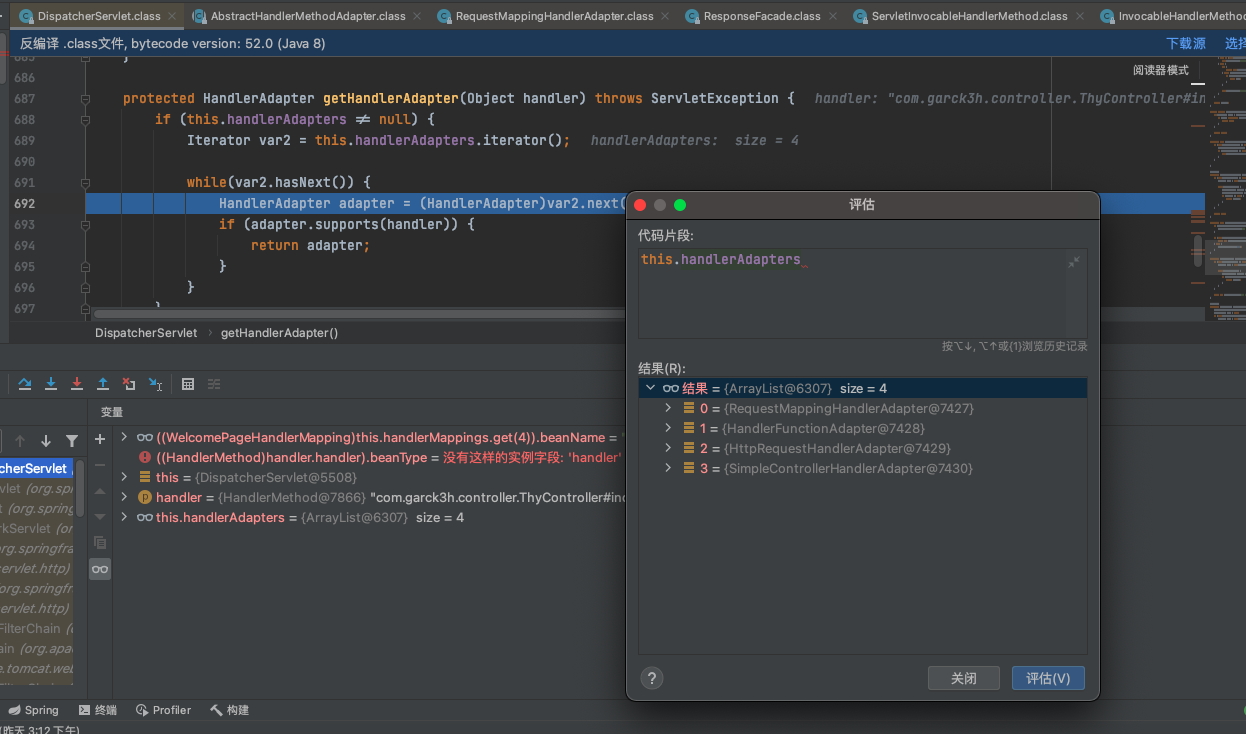 DispatcherServlet.class
AbstractHandlerMethodAdapter.class
RequestMappingHandlerAdapter.class
ResponseFacade.class
ServletInvocableHandlerMethod.class
InvocableHandlerMethod
反编译 .class文件, bytecode version: 52.0 (Java 8)
下载源
选择
阅读器模式
685 }
686
687 protected HandlerAdapter getHandlerAdapter(Object handler) throws ServletException { handler: "com.garck3h.controller.ThyController#in
688 if (this.handlerAdapters ≠ null) {
689 Iterator var2 = this.handlerAdapters.iterator(); handlerAdapters: size = 4
690
691 while(var2.hasNext()) {
692 HandlerAdapter adapter = (HandlerAdapter)var2.next(
693 if (adapter.supports(handler)) {
694 return adapter;
695 }
696 }
697 }
DispatcherServlet > getHandlerAdapter()
评估
代码片段:
this.handlerAdapters
按⌥↓, ⌥↑或{1}浏览历史记录
结果(R):
结果 = {ArrayList@6307} size = 4
0 = {RequestMappingHandlerAdapter@7427}
1 = {HandlerFunctionAdapter@7428}
2 = {HttpRequestHandlerAdapter@7429}
3 = {SimpleControllerHandlerAdapter@7430}
?
关闭
评估(V)
变量
((WelcomePageHandlerMapping)this.handlerMappings.get(4)).beanName = "
((HandlerMethod)handler.handler).beanType = 没有这样的实例字段: 'handler'
this = {DispatcherServlet@5508}
handler = {HandlerMethod@7866} "com.garck3h.controller.ThyController#ind
this.handlerAdapters = {ArrayList@6307} size = 4
cherServlet
vlet (org.spr
t (org.spring
rkServlet (or
org.springfra
servlet.http)
org.springfr
ervlet.http)
FilterChain (
ain (org.apa
e.tomcat.web
Spring
终端
Profiler
构建
(昨天 3:12 下午)